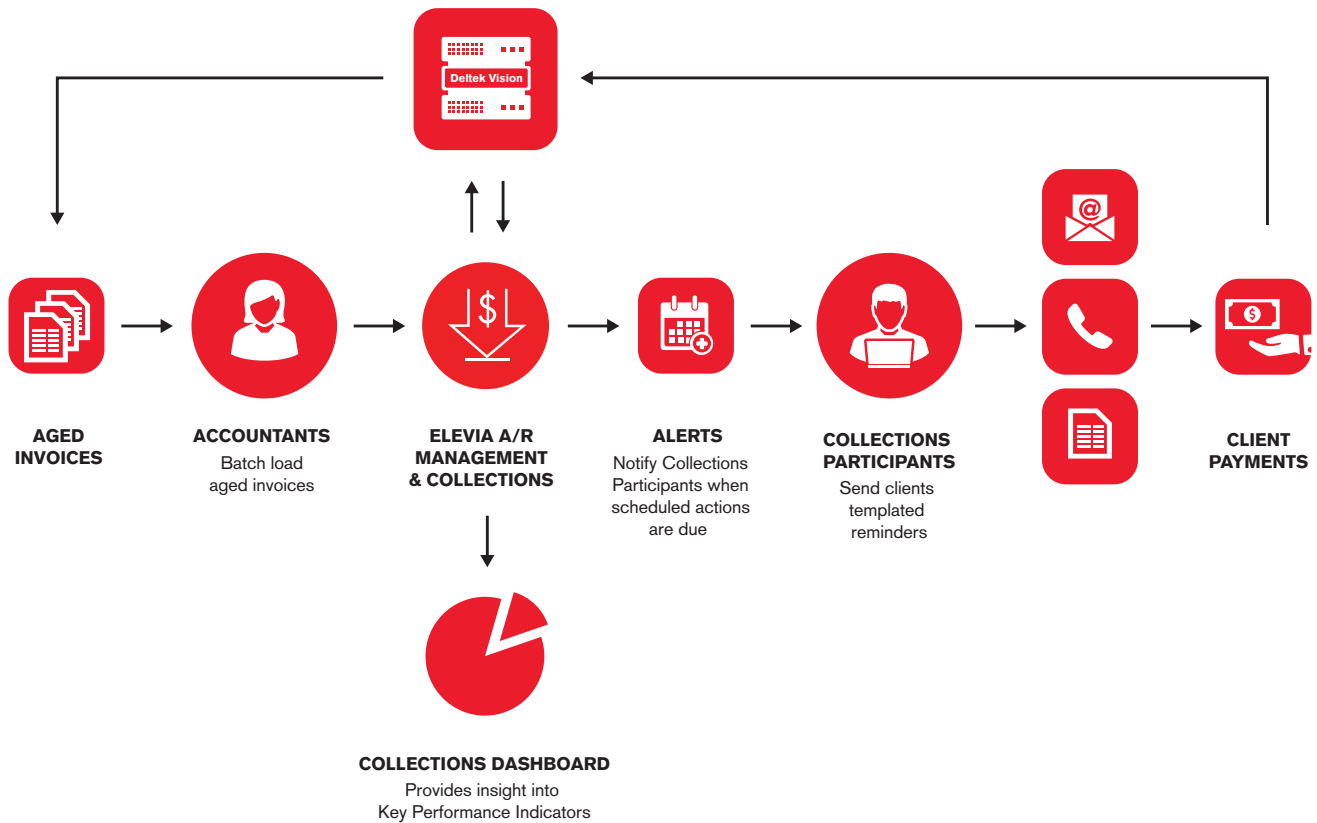 Deltek Vision
@
$
$
AGED
INVOICES
ACCOUNTANTS
Batch load
aged invoices
ELEVIA A/R
MANAGEMENT
& COLLECTIONS
ALERTS
Notify Collections
Participants when
scheduled actions
are due
COLLECTIONS
PARTICIPANTS
Send clients
templated
reminders
CLIENT
PAYMENTS
COLLECTIONS DASHBOARD
Provides insight into
Key Performance Indicators